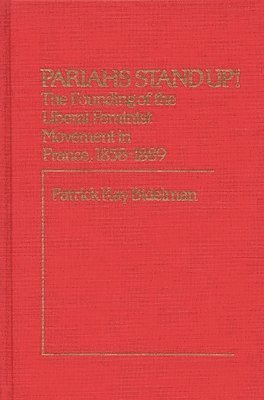 PARIAHS STAND UP!
The Founding of the
Liberal Feminist
Movement in
France, 1858-1889
Patrick Kay Bidelman